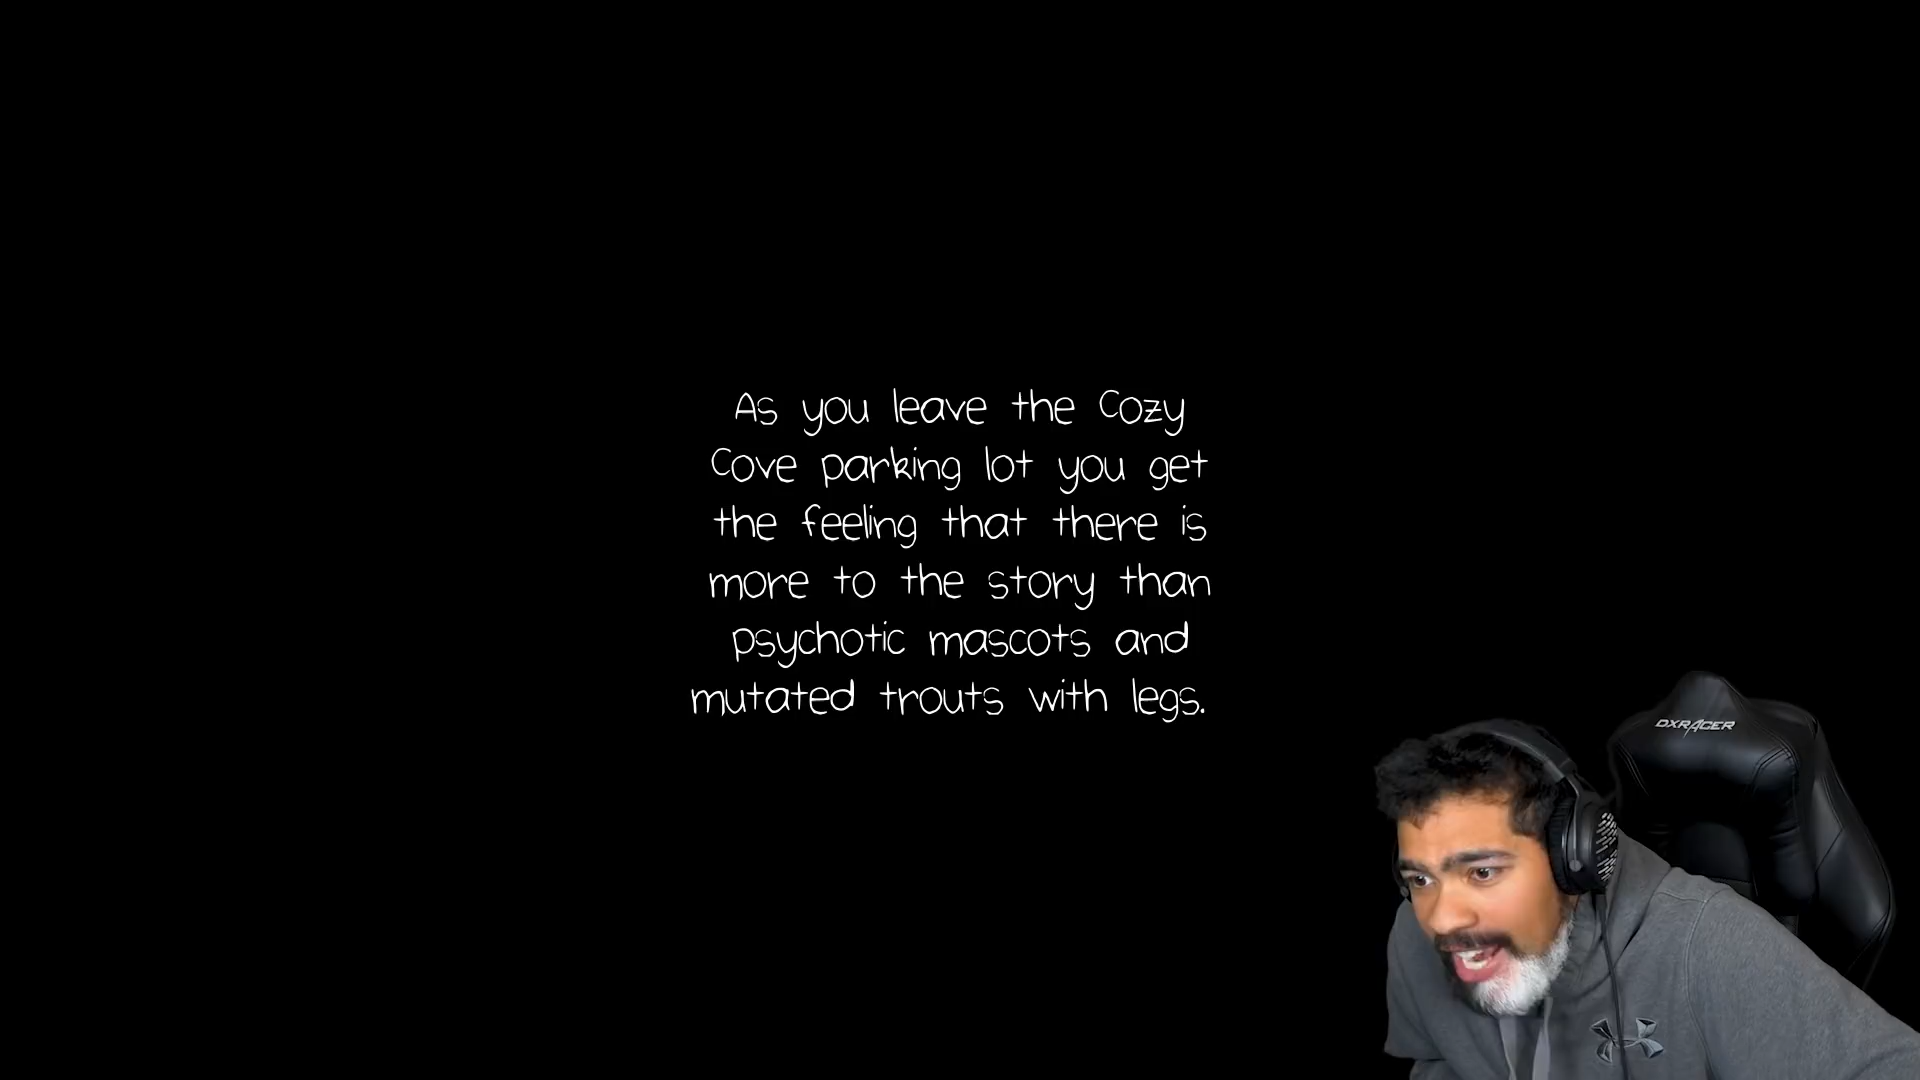 As you leave the Cozy
Cove parking lot you get
the feeling that there is
more to the story than
psychotic mascots and
mutated trouts with legs.
DXRACER